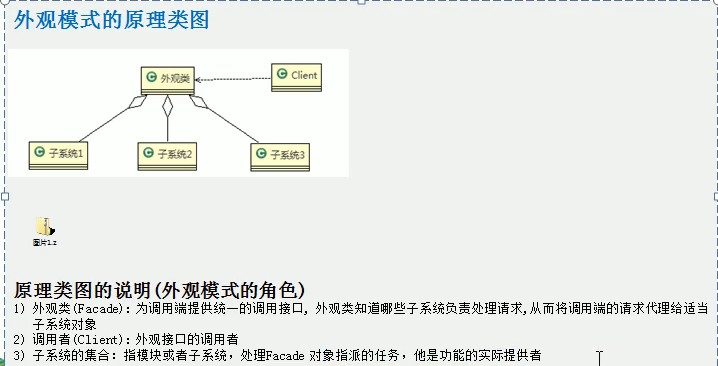 外观模式的原理类图
C 外观类
C Client
C 子系统1
C 子系统2
C 子系统3
图片1.z
原理类图的说明(外观模式的角色)
1) 外观类(Facade): 为调用端提供统一的调用接口, 外观类知道哪些子系统负责处理请求,从而将调用端的请求代理给适当
子系统对象
2) 调用者(Client): 外观接口的调用者
3) 子系统的集合: 指模块或者子系统, 处理Facade 对象指派的任务, 他是功能的实际提供者